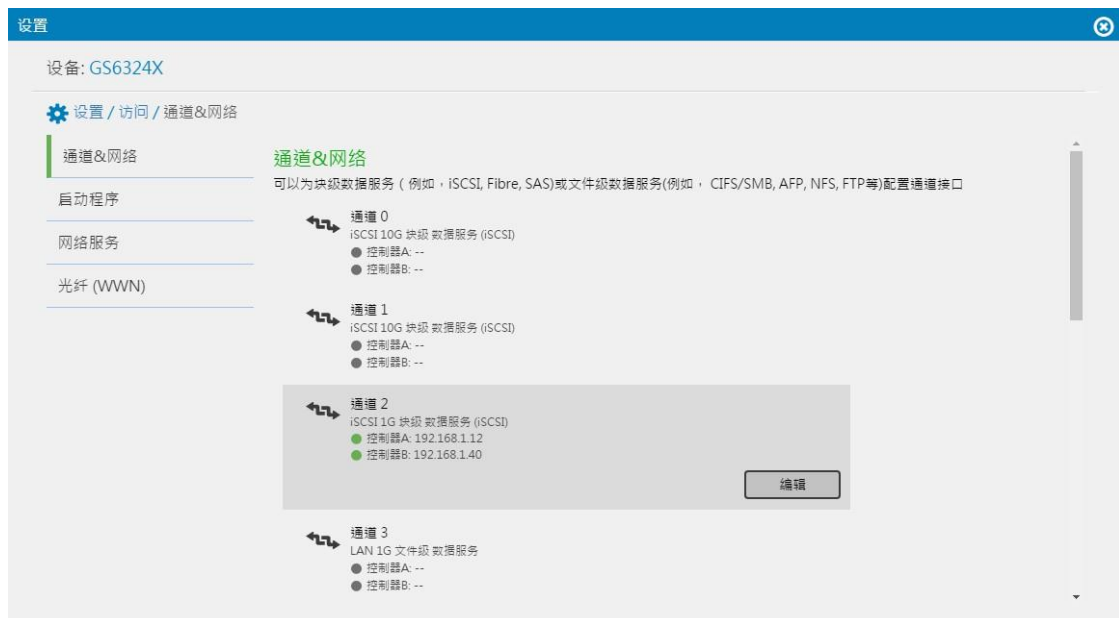 设置
设备: GS6324X
设置 / 访问 / 通道&网络
通道&网络
启动程序
网络服务
光纤 (WWN)
通道&网络
可以为块级数据服务 ( 例如，iSCSI, Fibre, SAS)或文件级数据服务(例如， CIFS/SMB, AFP, NFS, FTP等)配置通道接口
通道 0
iSCSI 10G 块级 数据服务 (iSCSI)
控制器A: --
控制器B: --
通道 1
iSCSI 10G 块级 数据服务 (iSCSI)
控制器A: --
控制器B: --
通道 2
iSCSI 1G 块级 数据服务 (iSCSI)
控制器A: 192.168.1.12
控制器B: 192.168.1.40
编辑
通道 3
LAN 1G 文件级 数据服务
控制器A: --
控制器B: --